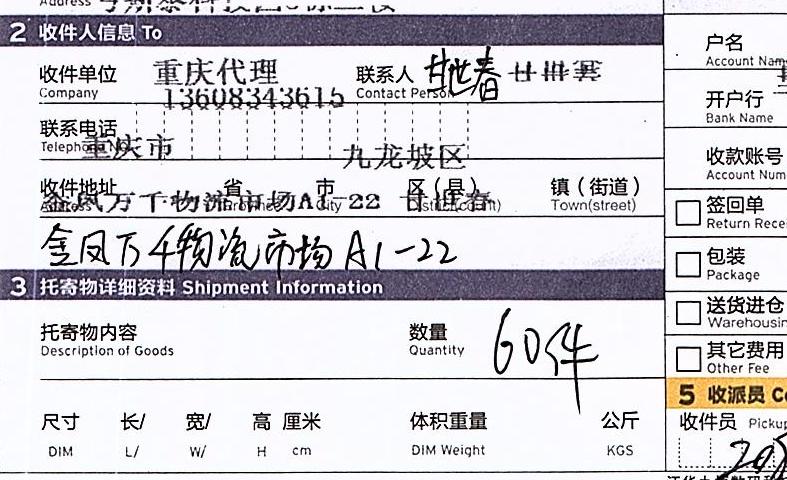 Address
2 收件人信息 To
收件单位 重庆代理 联系人 甘世春
Company Contact Person
13608343615
联系电话
Telephone No.
重庆市 九龙坡区
收件地址 省 市 区(县) 镇(街道)
金凤万千物流市场A1-22 甘世春
Address Province City District(count) Town(street)
金凤万千物流市场A1-22
3 托寄物详细资料 Shipment Information
托寄物内容 数量 60件
Description of Goods Quantity
尺寸 长/ 宽/ 高 厘米 体积重量 公斤
DIM L/ W/ H cm DIM Weight KGS
户名
Account Nam
开户行
Bank Name
收款账号
Account Num
签回单
Return Rece
包装
Package
送货进仓
Warehousin
其它费用
Other Fee
5 收派员 Co
收件员 Pickup